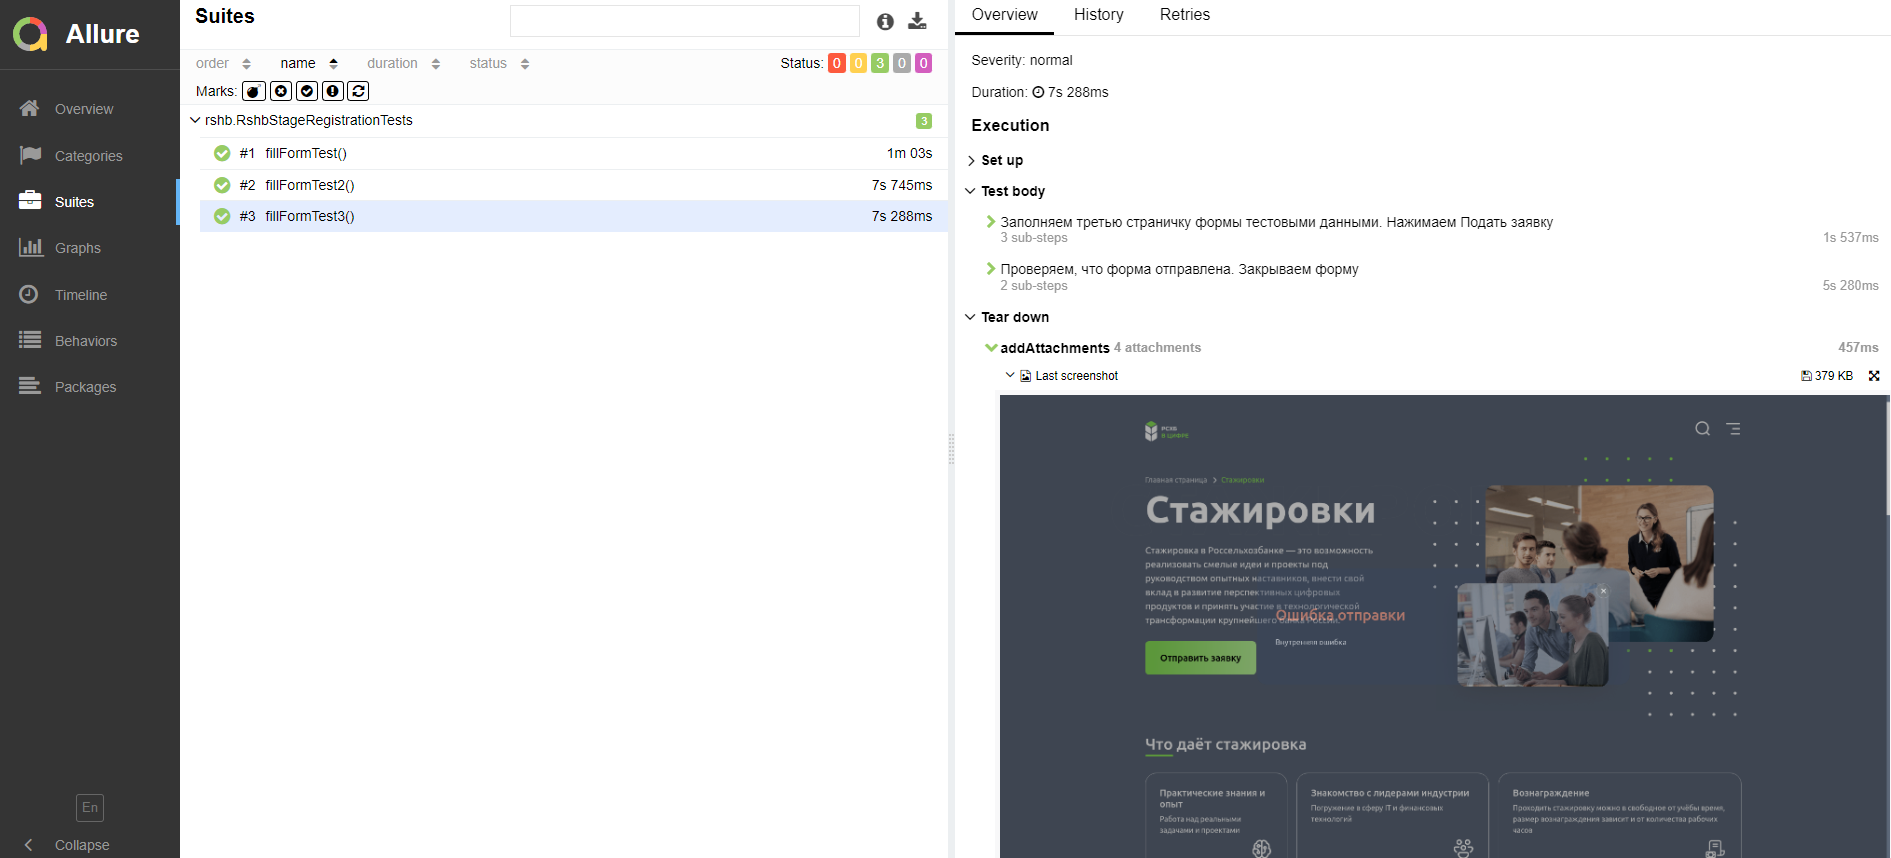 Allure
Overview
Categories
Suites
Graphs
Timeline
Behaviors
Packages
En
Collapse
Suites
order name duration status Status: 0 0 3 0 0
Marks:
rshb.RshbStageRegistrationTests 3
#1 fillFormTest() 1m 03s
#2 fillFormTest2() 7s 745ms
#3 fillFormTest3() 7s 288ms
Overview History Retries
Severity: normal
Duration: 7s 288ms
Execution
Set up
Test body
Заполняем третью страничку формы тестовыми данными. Нажимаем Подать заявку
3 sub-steps 1s 537ms
Проверяем, что форма отправлена. Закрываем форму
2 sub-steps 5s 280ms
Tear down
addAttachments 4 attachments 457ms
Last screenshot 379 KB
РСХБ
В ЦИФРЕ
Главная страница > Стажировки
Стажировки
Стажировка в Россельхозбанке — это возможность
реализовать смелые идеи и проекты под
руководством опытных наставников, внести свой
вклад в развитие перспективных цифровых
продуктов и принять участие в технологической
трансформации крупнейшего банка России.
Ошибка отправки
Внутренняя ошибка
Отправить заявку
Что даёт стажировка
Практические знания и
опыт
Работа над реальными
задачами и проектами
Знакомство с лидерами индустрии
Погружение в сферу IT и финансовых
технологий
Вознаграждение
Проходить стажировку можно в свободное от учёбы время,
размер вознаграждения зависит и от количества рабочих
часов